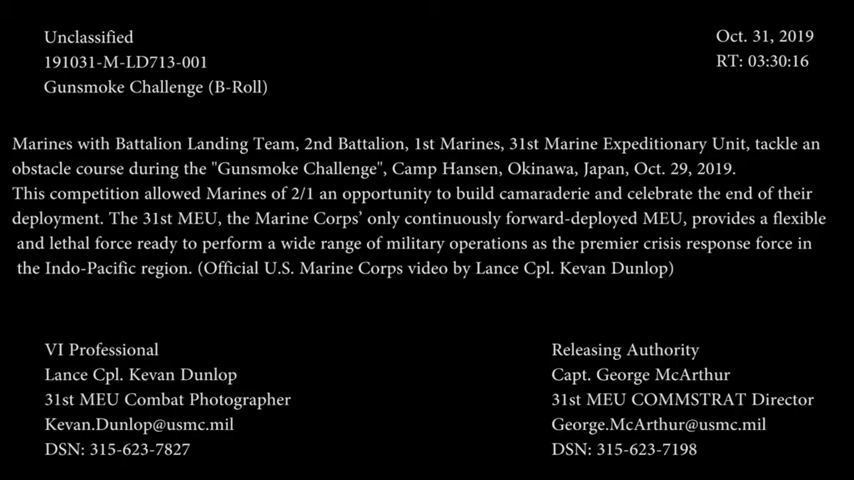 Unclassified
Oct. 31, 2019
191031-M-LD713-001
RT: 03:30:16
Gunsmoke Challenge (B-Roll)
Marines with Battalion Landing Team, 2nd Battalion, 1st Marines, 31st Marine Expeditionary Unit, tackle an
obstacle course during the "Gunsmoke Challenge", Camp Hansen, Okinawa, Japan, Oct. 29, 2019.
This competition allowed Marines of 2/1 an opportunity to build camaraderie and celebrate the end of their
deployment. The 31st MEU, the Marine Corps’ only continuously forward-deployed MEU, provides a flexible
and lethal force ready to perform a wide range of military operations as the premier crisis response force in
the Indo-Pacific region. (Official U.S. Marine Corps video by Lance Cpl. Kevan Dunlop)
VI Professional
Lance Cpl. Kevan Dunlop
31st MEU Combat Photographer
Kevan.Dunlop@usmc.mil
DSN: 315-623-7827
Releasing Authority
Capt. George McArthur
31st MEU COMMSTRAT Director
George.McArthur@usmc.mil
DSN: 315-623-7198